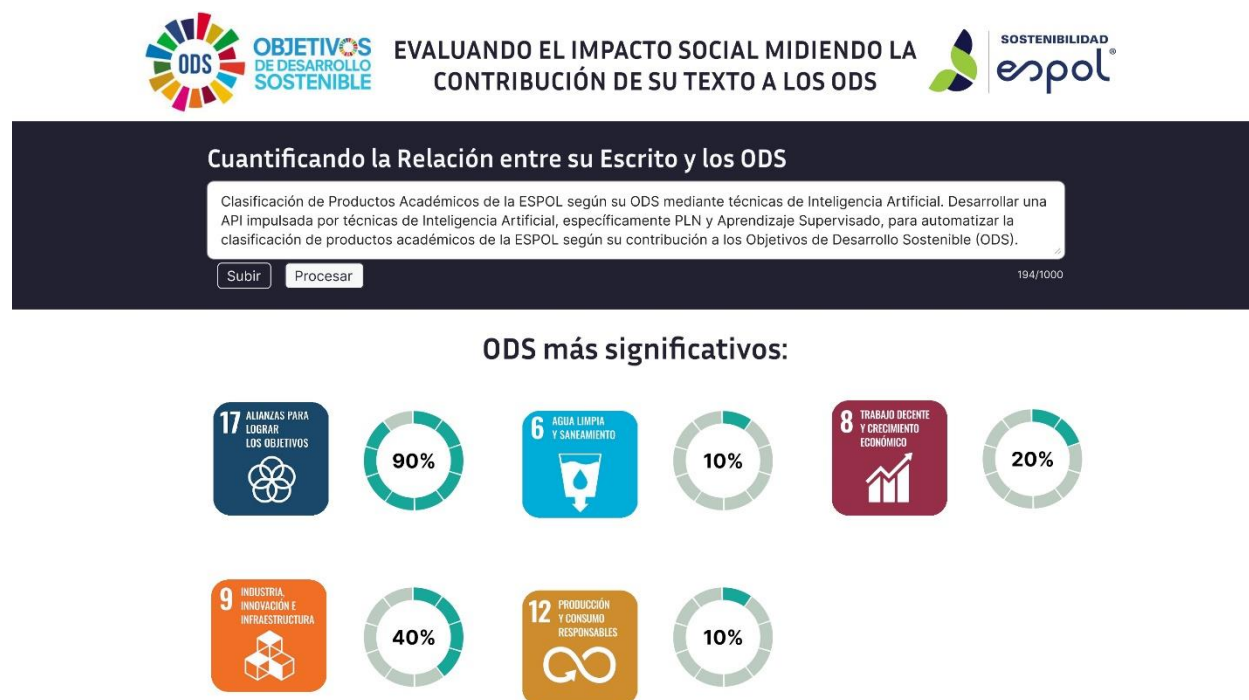 ODS
OBJETIVOS
DE DESARROLLO
SOSTENIBLE
EVALUANDO EL IMPACTO SOCIAL MIDIENDO LA
CONTRIBUCIÓN DE SU TEXTO A LOS ODS
SOSTENIBILIDAD
espol®
Cuantificando la Relación entre su Escrito y los ODS
Clasificación de Productos Académicos de la ESPOL según su ODS mediante técnicas de Inteligencia Artificial. Desarrollar una
API impulsada por técnicas de Inteligencia Artificial, específicamente PLN y Aprendizaje Supervisado, para automatizar la
clasificación de productos académicos de la ESPOL según su contribución a los Objetivos de Desarrollo Sostenible (ODS).
Subir Procesar 194/1000
ODS más significativos:
17 ALIANZAS PARA
LOGRAR
LOS OBJETIVOS
90%
6 AGUA LIMPIA
Y SANEAMIENTO
10%
8 TRABAJO DECENTE
Y CRECIMIENTO
ECONÓMICO
20%
9 INDUSTRIA,
INNOVACIÓN E
INFRAESTRUCTURA
40%
12 PRODUCCIÓN
Y CONSUMO
RESPONSABLES
10%